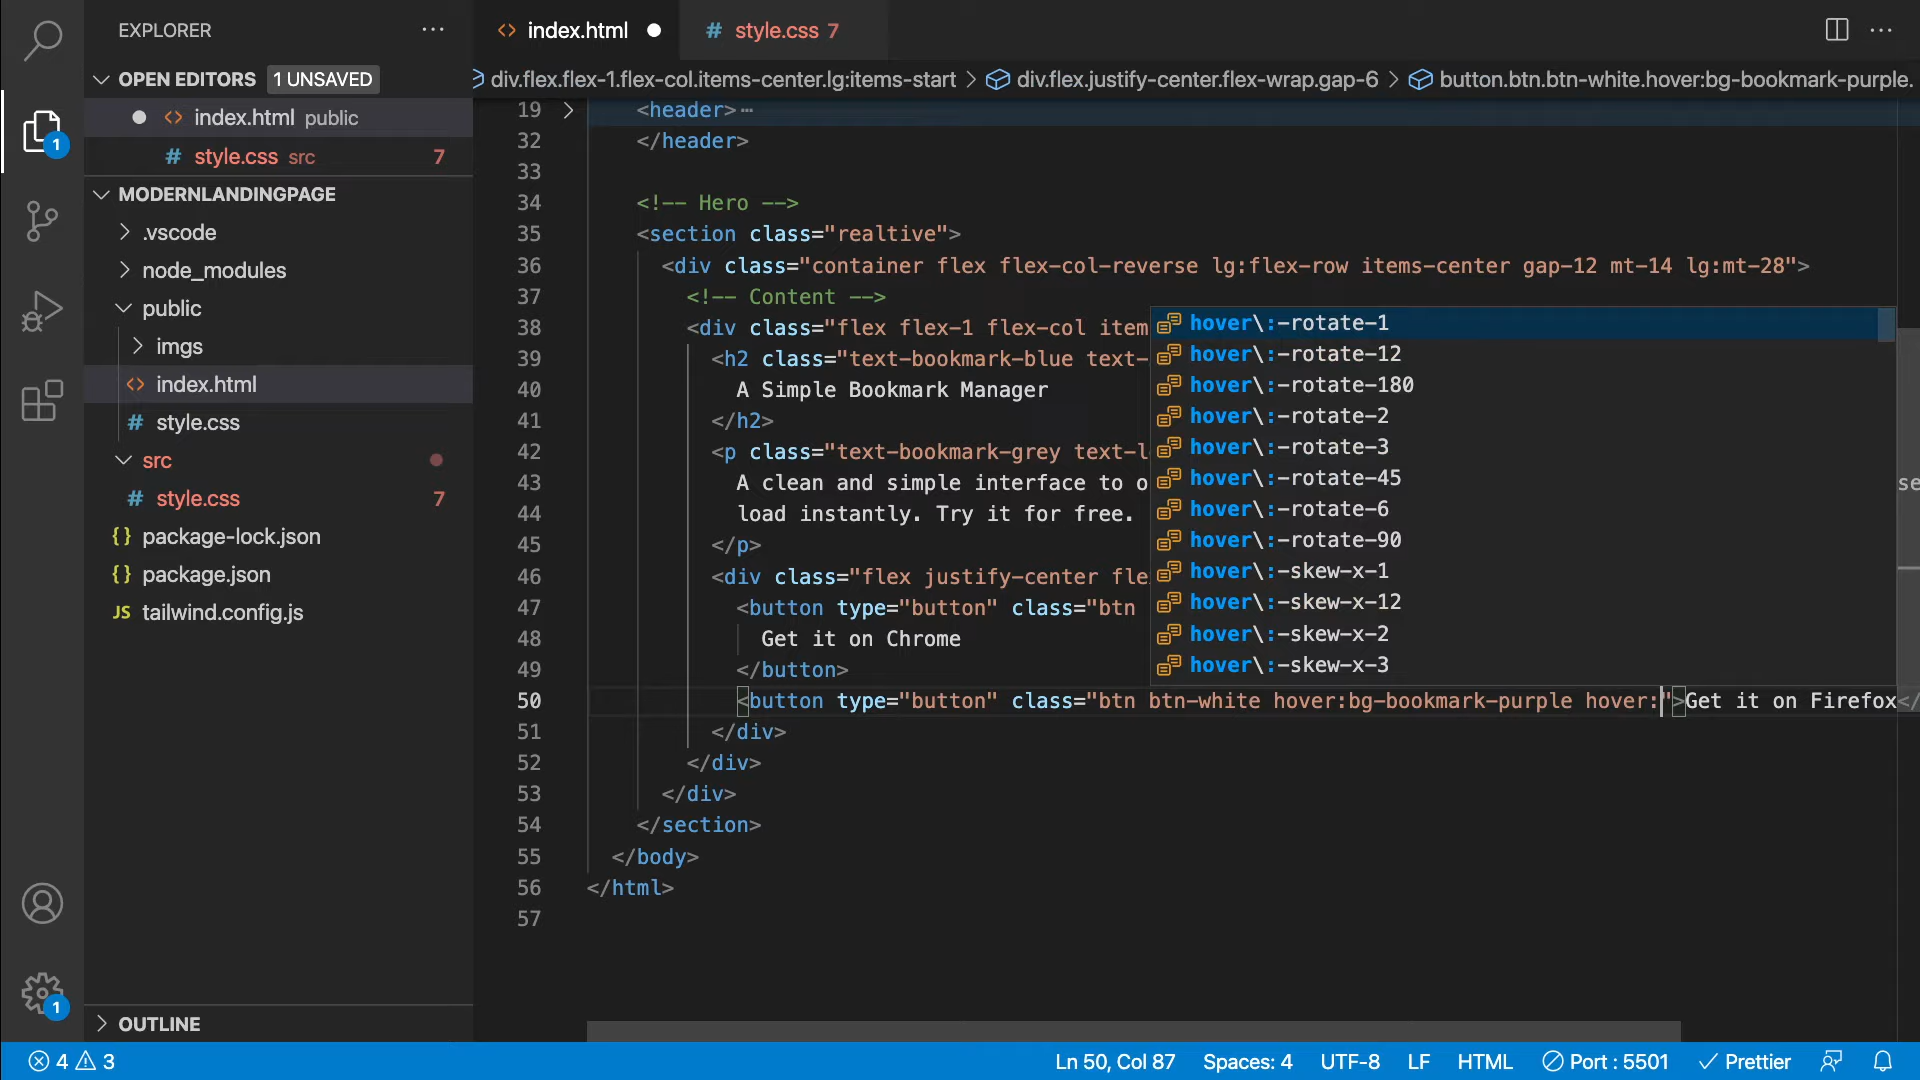 EXPLORER
OPEN EDITORS 1 UNSAVED
index.html public
style.css src 7
MODERNLANDINGPAGE
.vscode
node_modules
public
imgs
index.html
style.css
src
style.css 7
package-lock.json
package.json
tailwind.config.js
OUTLINE
1
1
index.html
style.css 7
div.flex.flex-1.flex-col.items-center.lg:items-start > div.flex.justify-center.flex-wrap.gap-6 > button.btn.btn-white.hover:bg-bookmark-purple.
19 <header>
32 </header>
33
34 <!-- Hero -->
35 <section class="realtive">
36 <div class="container flex flex-col-reverse lg:flex-row items-center gap-12 mt-14 lg:mt-28">
37 <!-- Content -->
38 <div class="flex flex-1 flex-col item
39 <h2 class="text-bookmark-blue text-
40 A Simple Bookmark Manager
41 </h2>
42 <p class="text-bookmark-grey text-l
43 A clean and simple interface to o se
44 load instantly. Try it for free.
45 </p>
46 <div class="flex justify-center fle
47 <button type="button" class="btn
48 Get it on Chrome
49 </button>
50 <button type="button" class="btn btn-white hover:bg-bookmark-purple hover:">Get it on Firefox</
51 </div>
52 </div>
53 </div>
54 </section>
55 </body>
56 </html>
57
hover\:-rotate-1
hover\:-rotate-12
hover\:-rotate-180
hover\:-rotate-2
hover\:-rotate-3
hover\:-rotate-45
hover\:-rotate-6
hover\:-rotate-90
hover\:-skew-x-1
hover\:-skew-x-12
hover\:-skew-x-2
hover\:-skew-x-3
4 3 Ln 50, Col 87 Spaces: 4 UTF-8 LF HTML Port : 5501 Prettier